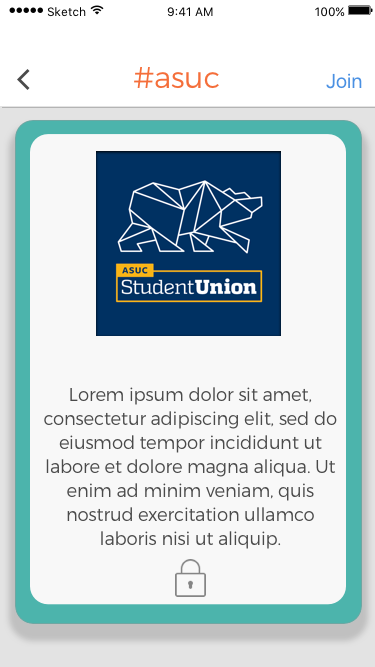 Sketch 9:41 AM 100%
#asuc Join
ASUC
StudentUnion
Lorem ipsum dolor sit amet,
consectetur adipiscing elit, sed do
eiusmod tempor incididunt ut
labore et dolore magna aliqua. Ut
enim ad minim veniam, quis
nostrud exercitation ullamco
laboris nisi ut aliquip.